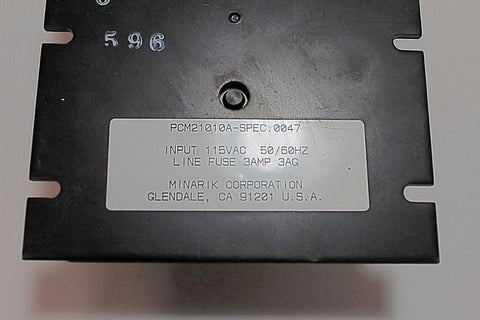 596
PCM21010A-SPEC.0047
INPUT 115VAC 50/60HZ
LINE FUSE 3AMP 3AG
MINARIK CORPORATION
GLENDALE, CA 91201 U.S.A.